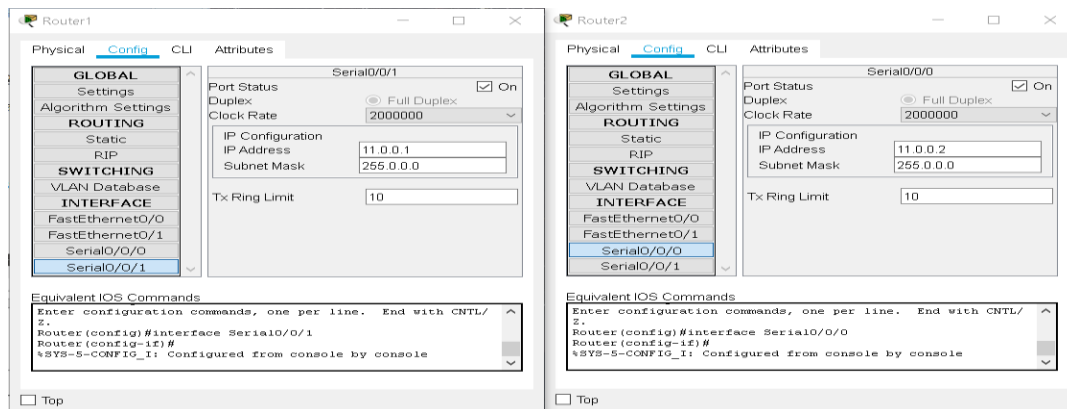 Router1
Physical Config CLI Attributes
GLOBAL
Settings
Algorithm Settings
ROUTING
Static
RIP
SWITCHING
VLAN Database
INTERFACE
FastEthernet0/0
FastEthernet0/1
Serial0/0/0
Serial0/0/1
Serial0/0/1
Port Status On
Duplex Full Duplex
Clock Rate 2000000
IP Configuration
IP Address 11.0.0.1
Subnet Mask 255.0.0.0
Tx Ring Limit 10
Equivalent IOS Commands
Enter configuration commands, one per line. End with CNTL/
Z.
Router(config)#interface Serial0/0/1
Router(config-if)#
%SYS-5-CONFIG_I: Configured from console by console
Top
Router2
Physical Config CLI Attributes
GLOBAL
Settings
Algorithm Settings
ROUTING
Static
RIP
SWITCHING
VLAN Database
INTERFACE
FastEthernet0/0
FastEthernet0/1
Serial0/0/0
Serial0/0/1
Serial0/0/0
Port Status On
Duplex Full Duplex
Clock Rate 2000000
IP Configuration
IP Address 11.0.0.2
Subnet Mask 255.0.0.0
Tx Ring Limit 10
Equivalent IOS Commands
Enter configuration commands, one per line. End with CNTL/
Z.
Router(config)#interface Serial0/0/0
Router(config-if)#
%SYS-5-CONFIG_I: Configured from console by console
Top